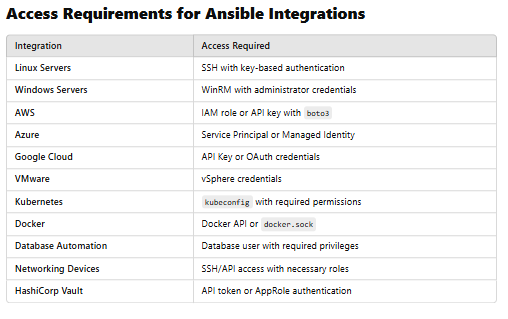 Access Requirements for Ansible Integrations
Integration Access Required
Linux Servers SSH with key-based authentication
Windows Servers WinRM with administrator credentials
AWS IAM role or API key with boto3
Azure Service Principal or Managed Identity
Google Cloud API Key or OAuth credentials
VMware vSphere credentials
Kubernetes kubeconfig with required permissions
Docker Docker API or docker.sock
Database Automation Database user with required privileges
Networking Devices SSH/API access with necessary roles
HashiCorp Vault API token or AppRole authentication